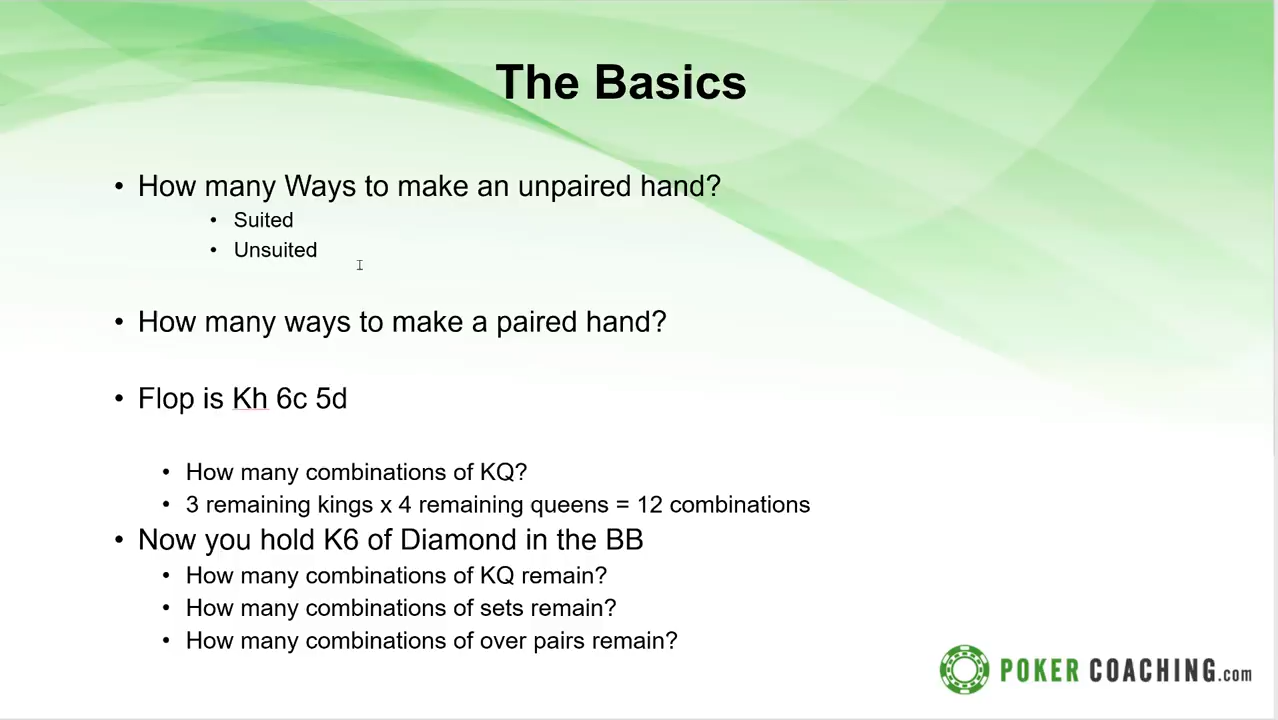 The Basics
• How many Ways to make an unpaired hand?
• Suited
• Unsuited
• How many ways to make a paired hand?
• Flop is Kh 6c 5d
• How many combinations of KQ?
• 3 remaining kings x 4 remaining queens = 12 combinations
• Now you hold K6 of Diamond in the BB
• How many combinations of KQ remain?
• How many combinations of sets remain?
• How many combinations of over pairs remain?
POKER COACHING.com